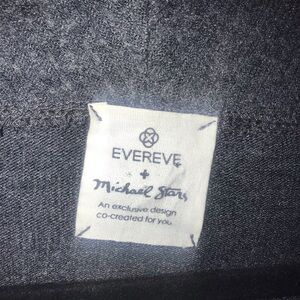 EVEREVE
+
Michael Stars
An exclusive design
co-created for you